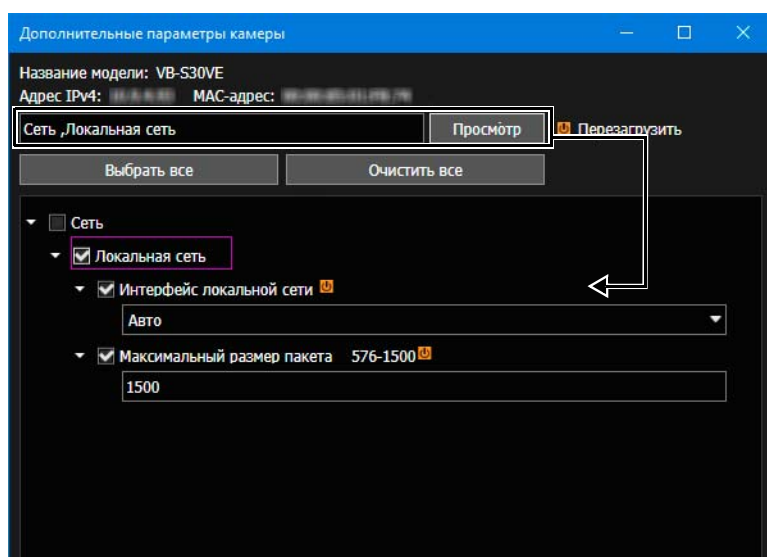 Дополнительные параметры камеры
Название модели: VB-S30VE
Адрес IPv4: MAC-адрес:
Сеть ,Локальная сеть Просмотр Перезагрузить
Выбрать все Очистить все
Сеть
Локальная сеть
Интерфейс локальной сети
Авто
Максимальный размер пакета 576-1500
1500